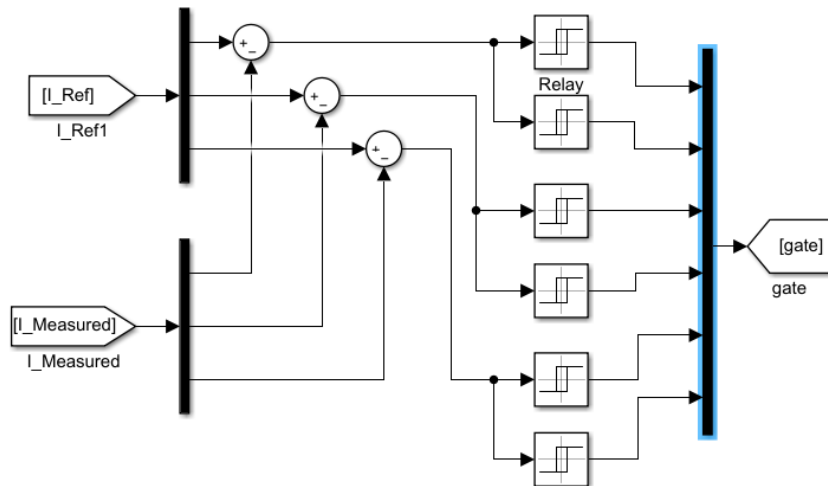 [I_Ref]
I_Ref1
Relay
[gate]
gate
[I_Measured]
I_Measured